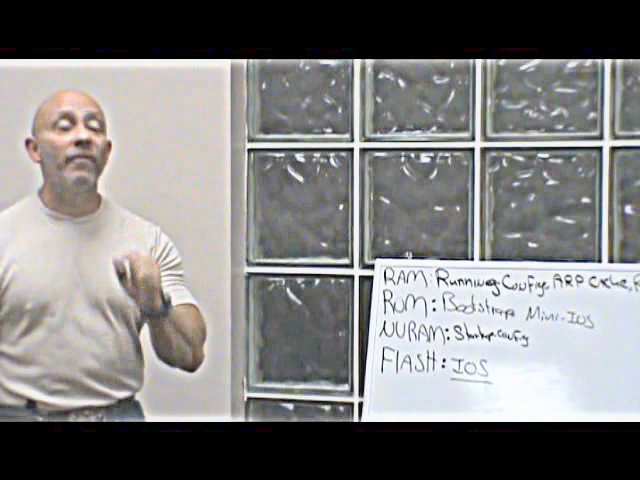 RAM: Running-Config, ARP Cache,
ROM: Bootstrap Mini-IOS
NVRAM: Startup-Config
FLASH: IOS